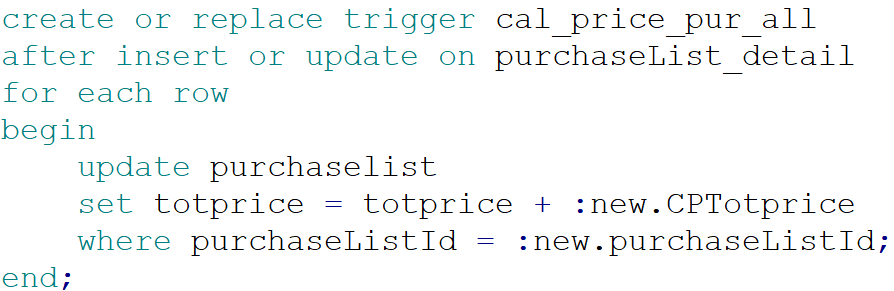 create or replace trigger cal_price_pur_all
after insert or update on purchaseList_detail
for each row
begin
    update purchaselist
    set totprice = totprice + :new.CPTotprice
    where purchaseListId = :new.purchaseListId;
end;